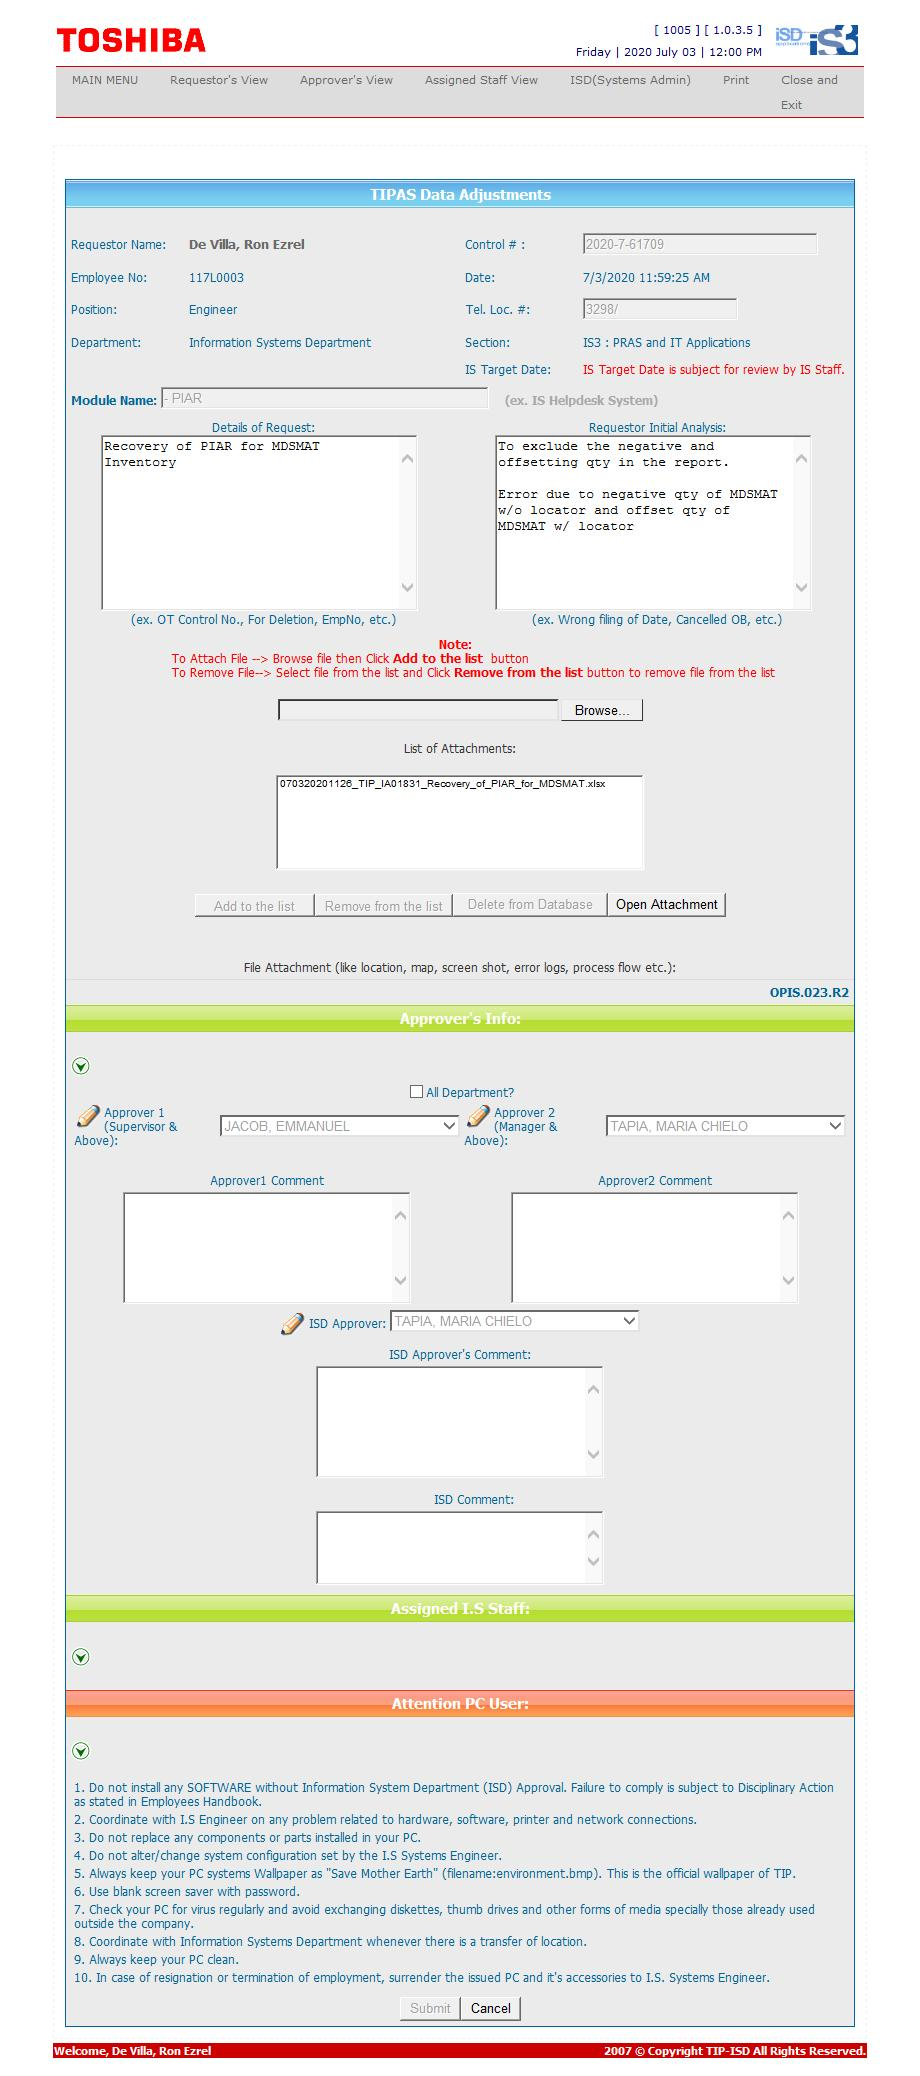 TOSHIBA
[ 1005 ] [ 1.0.3.5 ]
Friday | 2020 July 03 | 12:00 PM
ISD
iS3
MAIN MENU Requestor's View Approver's View Assigned Staff View ISD(Systems Admin) Print Close and
Exit
TIPAS Data Adjustments
Requestor Name: De Villa, Ron Ezrel Control # : 2020-7-61709
Employee No: 117L0003 Date: 7/3/2020 11:59:25 AM
Position: Engineer Tel. Loc. #: 3298/
Department: Information Systems Department Section: IS3 : PRAS and IT Applications
IS Target Date: IS Target Date is subject for review by IS Staff.
Module Name: - PIAR (ex. IS Helpdesk System)
Details of Request:
Recovery of PIAR for MDSMAT
Inventory
(ex. OT Control No., For Deletion, EmpNo, etc.)
Requestor Initial Analysis:
To exclude the negative and
offsetting qty in the report.
Error due to negative qty of MDSMAT
w/o locator and offset qty of
MDSMAT w/ locator
(ex. Wrong filing of Date, Cancelled OB, etc.)
Note:
To Attach File --> Browse file then Click Add to the list button
To Remove File--> Select file from the list and Click Remove from the list button to remove file from the list
Browse...
List of Attachments:
070320201126_TIP_IA01831_Recovery_of_PIAR_for_MDSMAT.xlsx
Add to the list Remove from the list Delete from Database Open Attachment
File Attachment (like location, map, screen shot, error logs, process flow etc.):
OPIS.023.R2
Approver's Info:
All Department?
Approver 1
(Supervisor &
Above):
JACOB, EMMANUEL
Approver 2
(Manager &
Above):
TAPIA, MARIA CHIELO
Approver1 Comment
Approver2 Comment
ISD Approver: TAPIA, MARIA CHIELO
ISD Approver's Comment:
ISD Comment:
Assigned I.S Staff:
Attention PC User:
1. Do not install any SOFTWARE without Information System Department (ISD) Approval. Failure to comply is subject to Disciplinary Action
as stated in Employees Handbook.
2. Coordinate with I.S Engineer on any problem related to hardware, software, printer and network connections.
3. Do not replace any components or parts installed in your PC.
4. Do not alter/change system configuration set by the I.S Systems Engineer.
5. Always keep your PC systems Wallpaper as "Save Mother Earth" (filename:environment.bmp). This is the official wallpaper of TIP.
6. Use blank screen saver with password.
7. Check your PC for virus regularly and avoid exchanging diskettes, thumb drives and other forms of media specially those already used
outside the company.
8. Coordinate with Information Systems Department whenever there is a transfer of location.
9. Always keep your PC clean.
10. In case of resignation or termination of employment, surrender the issued PC and it's accessories to I.S. Systems Engineer.
Submit Cancel
Welcome, De Villa, Ron Ezrel 2007 © Copyright TIP-ISD All Rights Reserved.